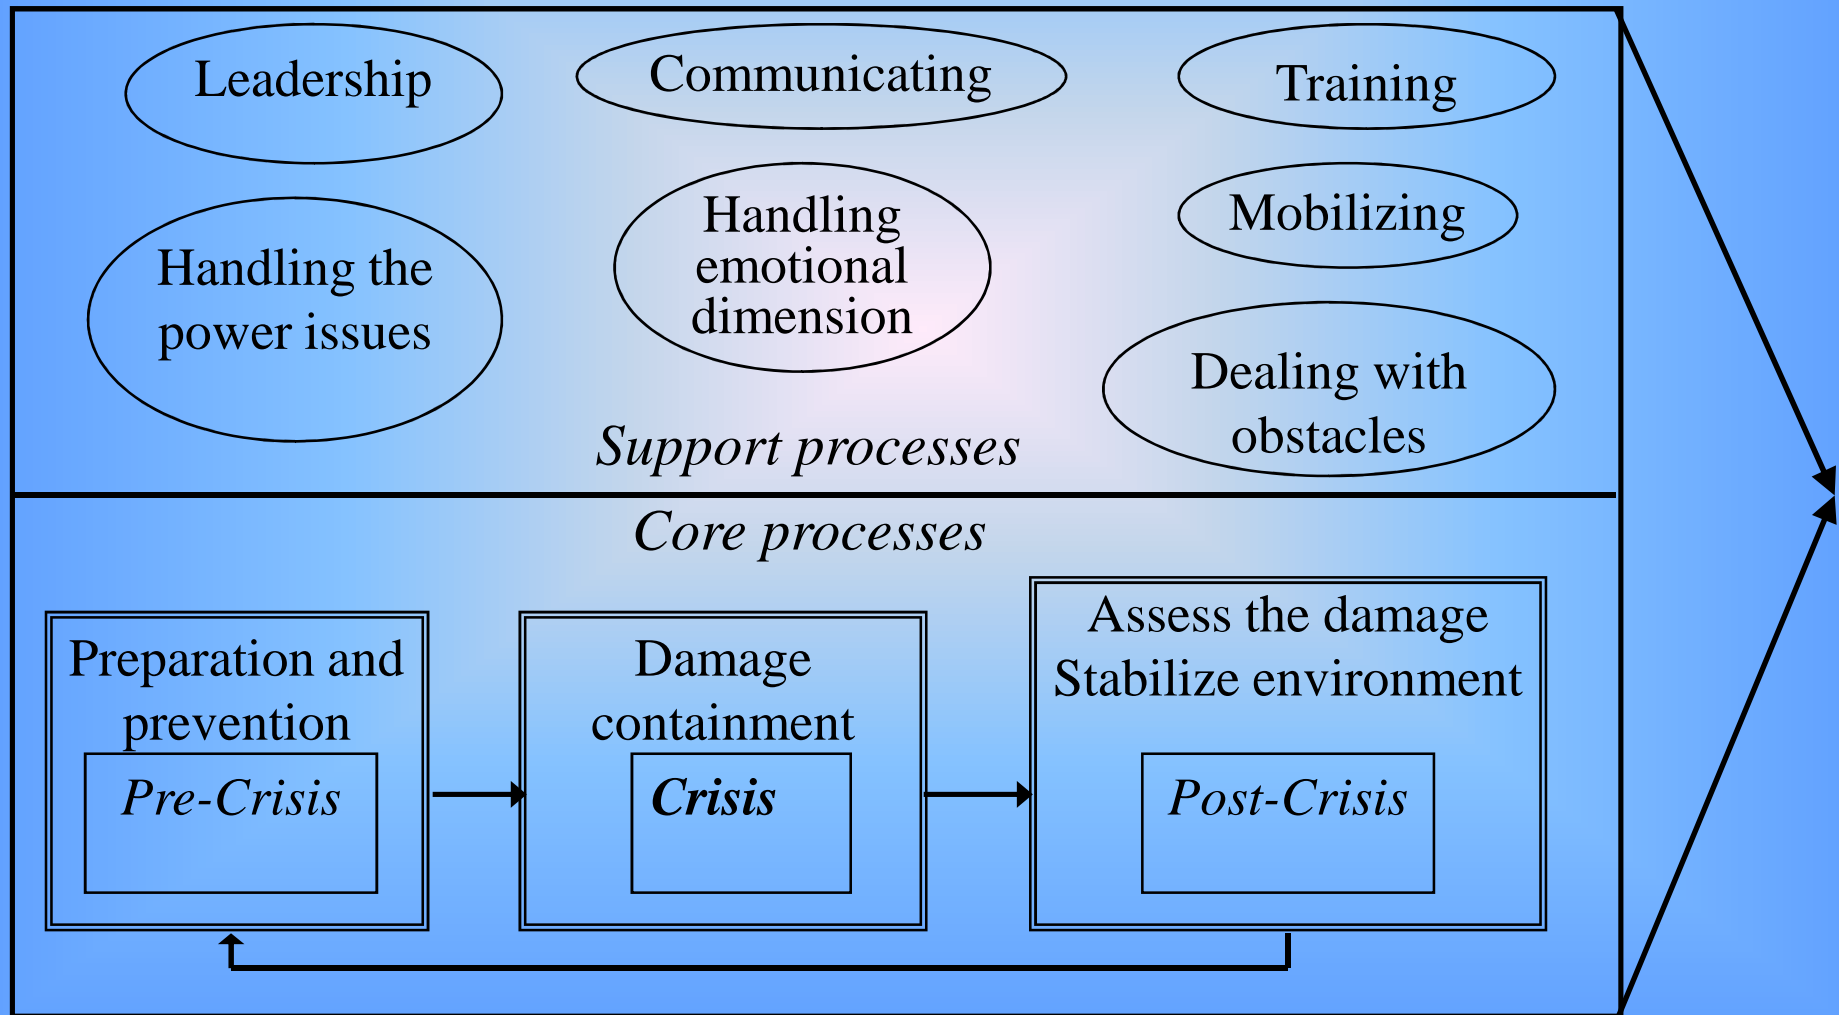 Leadership
Communicating
Training
Handling the
power issues
Handling
emotional
dimension
Mobilizing
Dealing with
obstacles
Support processes
Core processes
Preparation and
prevention
Pre-Crisis
Damage
containment
Crisis
Assess the damage
Stabilize environment
Post-Crisis